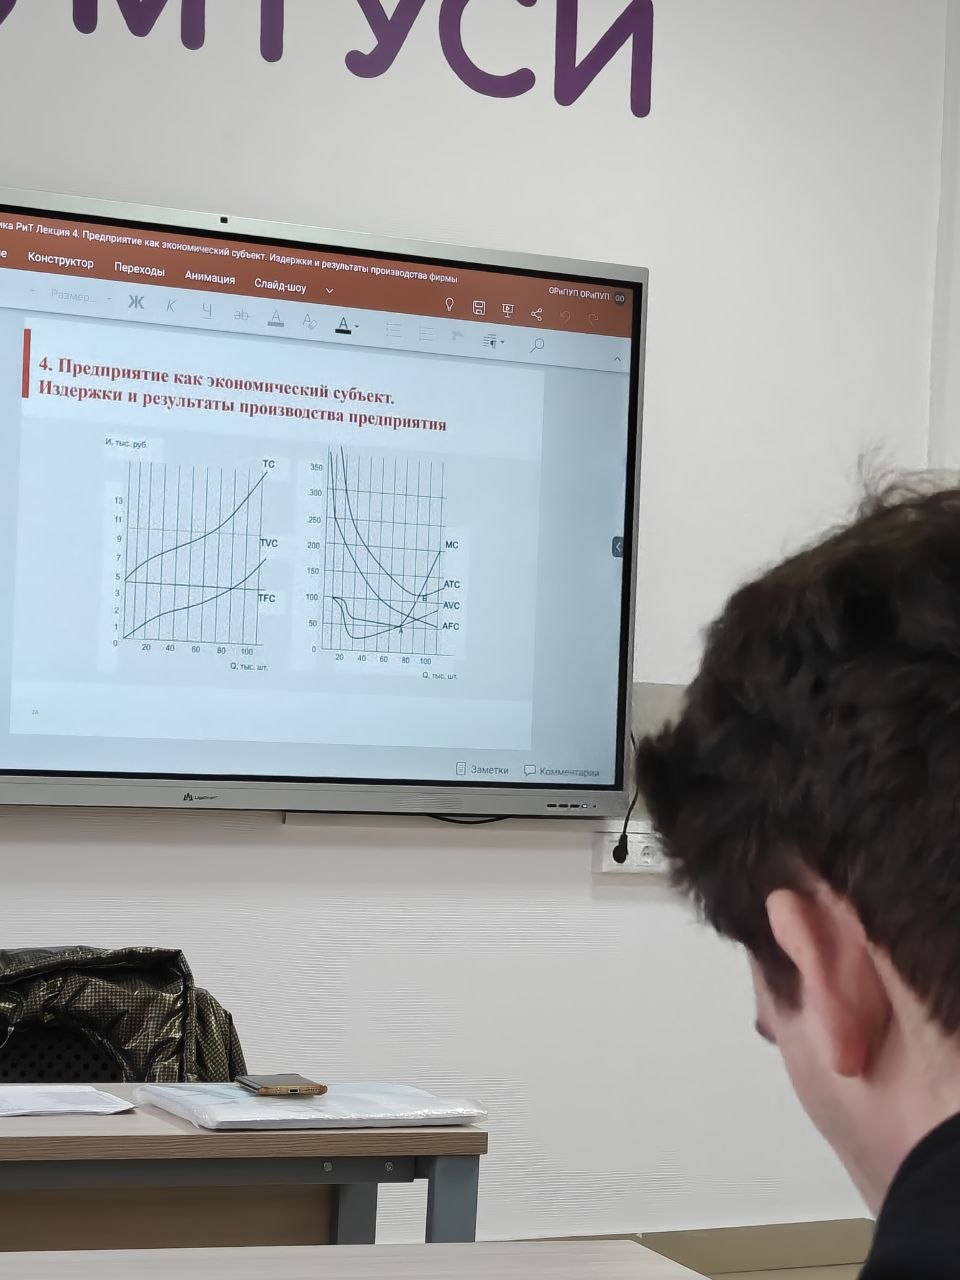 МТУСИ
ика РиТ Лекция 4. Предприятие как экономический субъект. Издержки и результаты производства фирмы
ОРиПУП ОРиПУП
Конструктор Переходы Анимация Слайд-шоу
Размер... Ж К Ч ab А А
4. Предприятие как экономический субъект.
Издержки и результаты производства предприятия
И, тыс. руб.
TC
13
11
9
7
5
3
2
1
0
TVC
TFC
20 40 60 80 100
Q, тыс. шт.
350
300
250
200
150
100
50
0
MC
ATC
B
AVC
AFC
A
20 40 60 80 100
Q, тыс. шт.
Заметки Комментарии